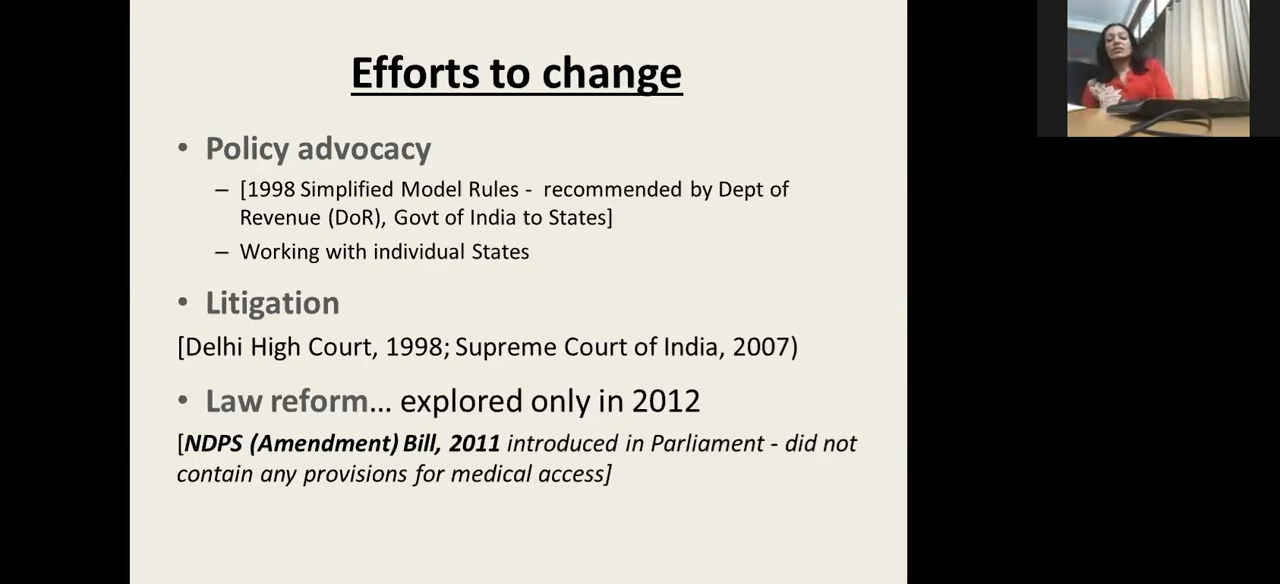 Efforts to change
• Policy advocacy
– [1998 Simplified Model Rules - recommended by Dept of
Revenue (DoR), Govt of India to States]
– Working with individual States
• Litigation
[Delhi High Court, 1998; Supreme Court of India, 2007)
• Law reform... explored only in 2012
[NDPS (Amendment) Bill, 2011 introduced in Parliament - did not
contain any provisions for medical access]